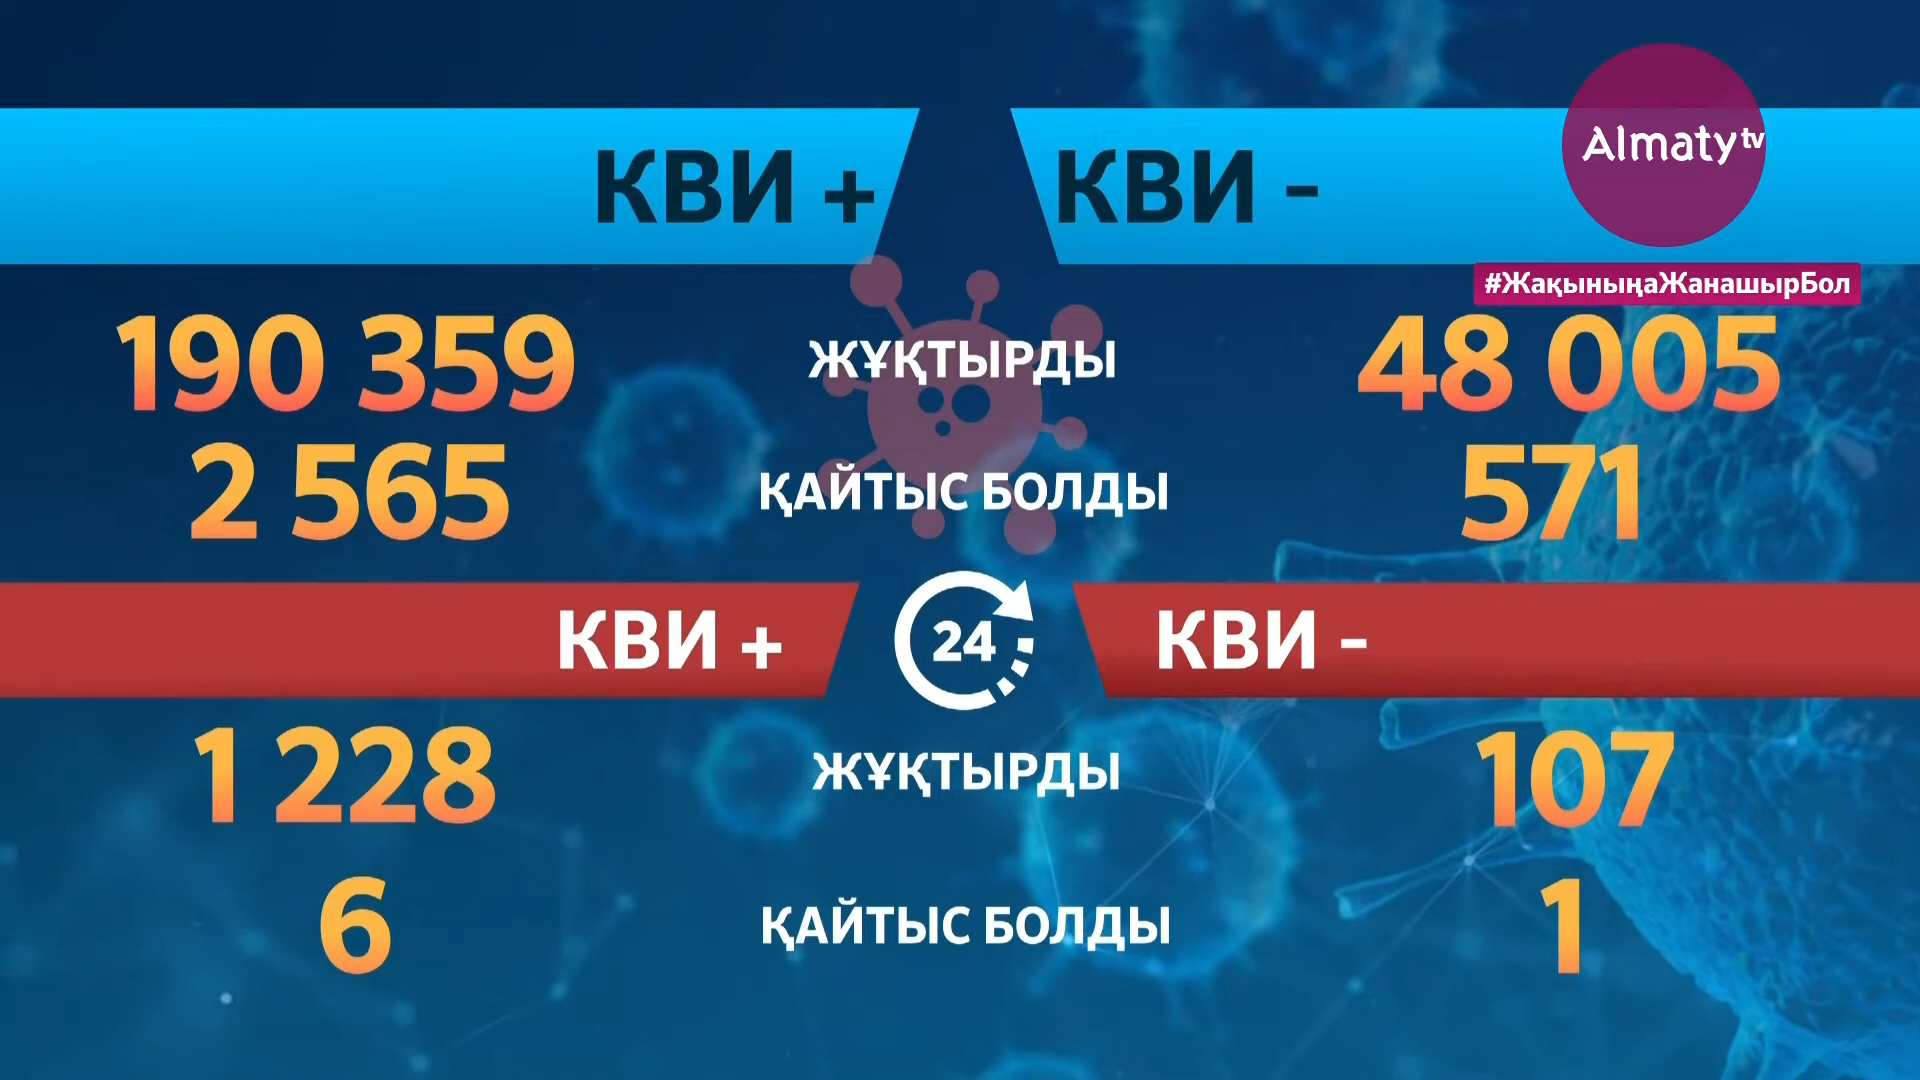 Almaty tv
КВИ + КВИ -
#ЖақыныңаЖанашырБол
190 359 ЖҰҚТЫРДЫ 48 005
2 565 ҚАЙТЫС БОЛДЫ 571
КВИ + 24 КВИ -
1 228 ЖҰҚТЫРДЫ 107
6 ҚАЙТЫС БОЛДЫ 1